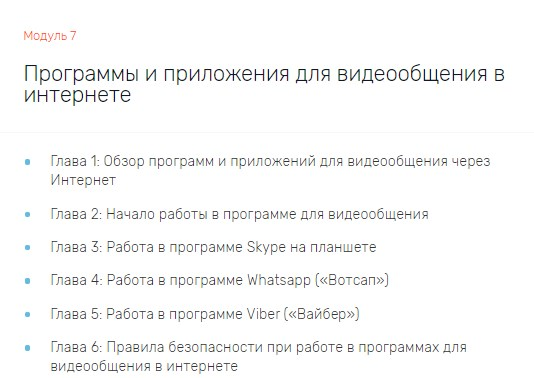 Модуль 7
Программы и приложения для видеообщения в
интернете
Глава 1: Обзор программ и приложений для видеообщения через
Интернет
Глава 2: Начало работы в программе для видеообщения
Глава 3: Работа в программе Skype на планшете
Глава 4: Работа в программе Whatsapp («Вотсап»)
Глава 5: Работа в программе Viber («Вайбер»)
Глава 6: Правила безопасности при работе в программах для
видеообщения в интернете